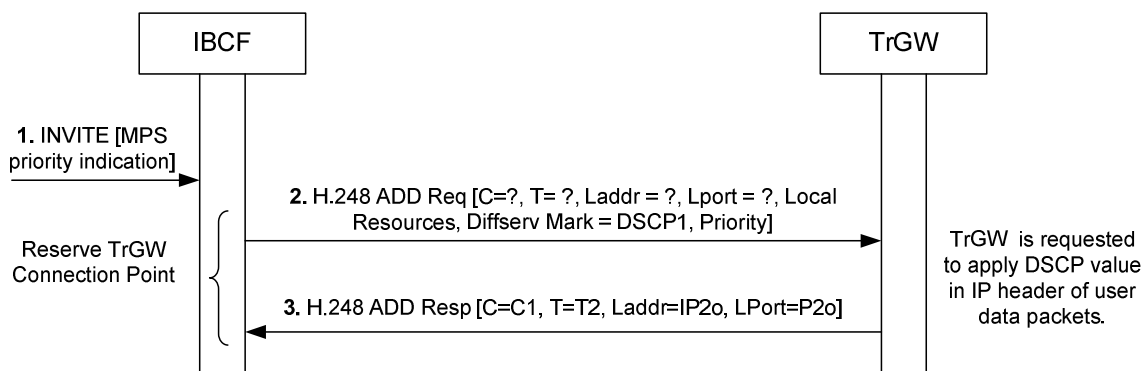 IBCF
TrGW
1. INVITE [MPS
priority indication]
2. H.248 ADD Req [C=?, T= ?, Laddr = ?, Lport = ?, Local
Resources, Diffserv Mark = DSCP1, Priority]
Reserve TrGW
Connection Point
TrGW is requested
to apply DSCP value
in IP header of user
data packets.
3. H.248 ADD Resp [C=C1, T=T2, Laddr=IP2o, LPort=P2o]